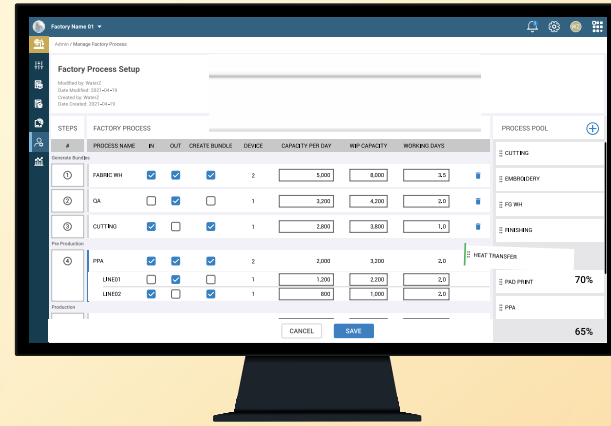 Factory Name 01
WZ
Admin / Manage Factory Process
Factory Process Setup
Modified by: WaterZ
Date Modified: 2021-04-19
Created by: WaterZ
Date Created: 2021-04-19
STEPS FACTORY PROCESS PROCESS POOL
# PROCESS NAME IN OUT CREATE BUNDLE DEVICE CAPACITY PER DAY WIP CAPACITY WORKING DAYS
Generate Bundles
1 FABRIC WH 2 5,000 8,000 3.5
2 QA 1 3,200 4,200 2.0
3 CUTTING 1 2,800 3,800 1.0
Pre Production
4 PPA 2 2,000 3,200 2.0
LINE01 1 1,200 2,200 2.0
LINE02 1 800 1,000 2.0
Production
CANCEL SAVE
CUTTING
EMBROIDERY
FG WH
FINISHING
HEAT TRANSFER
PAD PRINT 70%
PPA
65%